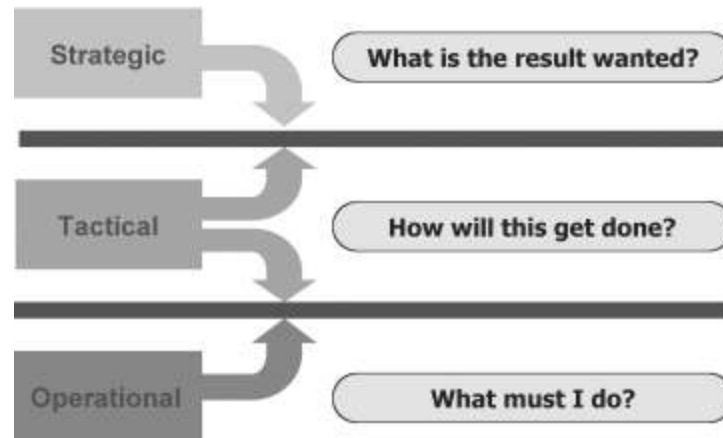 Strategic
What is the result wanted?
Tactical
How will this get done?
Operational
What must I do?